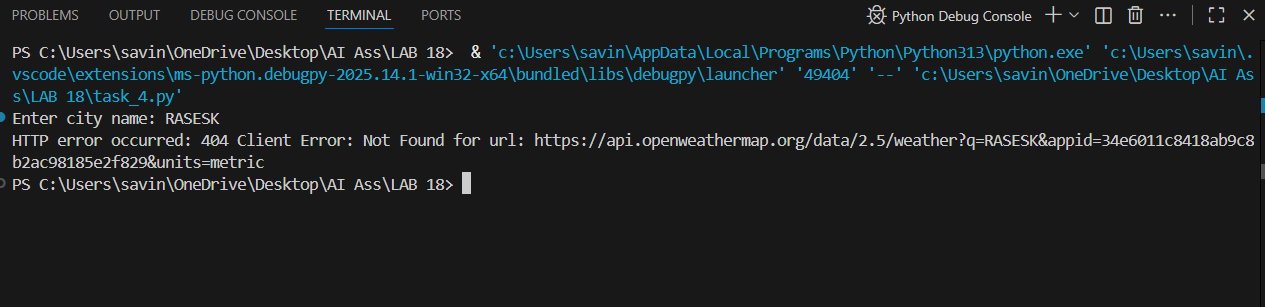 PROBLEMS OUTPUT DEBUG CONSOLE TERMINAL PORTS Python Debug Console
PS C:\Users\savin\OneDrive\Desktop\AI Ass\LAB 18>  & 'c:\Users\savin\AppData\Local\Programs\Python\Python313\python.exe' 'c:\Users\savin\.
vscode\extensions\ms-python.debugpy-2025.14.1-win32-x64\bundled\libs\debugpy\launcher' '49404' '--' 'c:\Users\savin\OneDrive\Desktop\AI As
s\LAB 18\task_4.py'
Enter city name: RASESK
HTTP error occurred: 404 Client Error: Not Found for url: https://api.openweathermap.org/data/2.5/weather?q=RASESK&appid=34e6011c8418ab9c8
b2ac98185e2f829&units=metric
PS C:\Users\savin\OneDrive\Desktop\AI Ass\LAB 18>